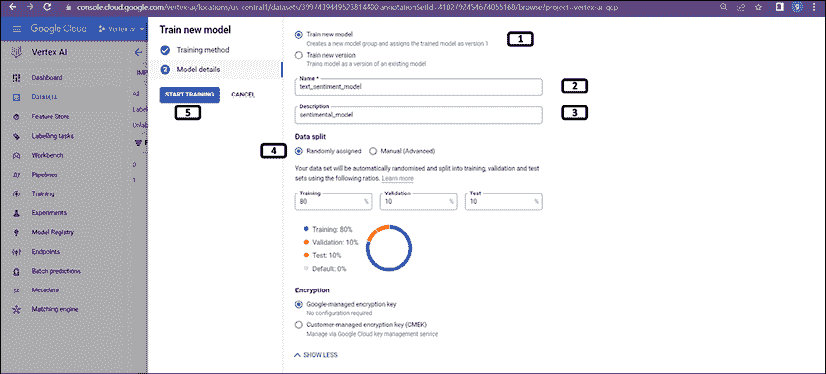 console.cloud.google.com/vertex-ai/locations/us-central1/datasets/
Google Cloud
Vertex ai
Vertex AI
Dashboard
Datasets
Feature Store
Labelling tasks
Workbench
Pipelines
Training
Experiments
Model Registry
Endpoints
Batch predictions
Metadata
Matching engine
All
Train new model
Training method
2 Model details
START TRAINING
CANCEL
5
Train new model
Creates a new model group and assigns the trained model as version 1
1
Train new version
Trains model as a version of an existing model
Name *
text_sentiment_model
2
Description
sentimental_model
3
Data split
4
Randomly assigned
Manual (Advanced)
Your data set will be automatically randomised and split into training, validation and test
sets using the following ratios. Learn more
Training
80 %
Validation
10 %
Test
10 %
Training: 80%
Validation: 10%
Test: 10%
Default: 0%
Encryption
Google-managed encryption key
No configuration required
Customer-managed encryption key (CMEK)
Manage via Google Cloud key management service
SHOW LESS